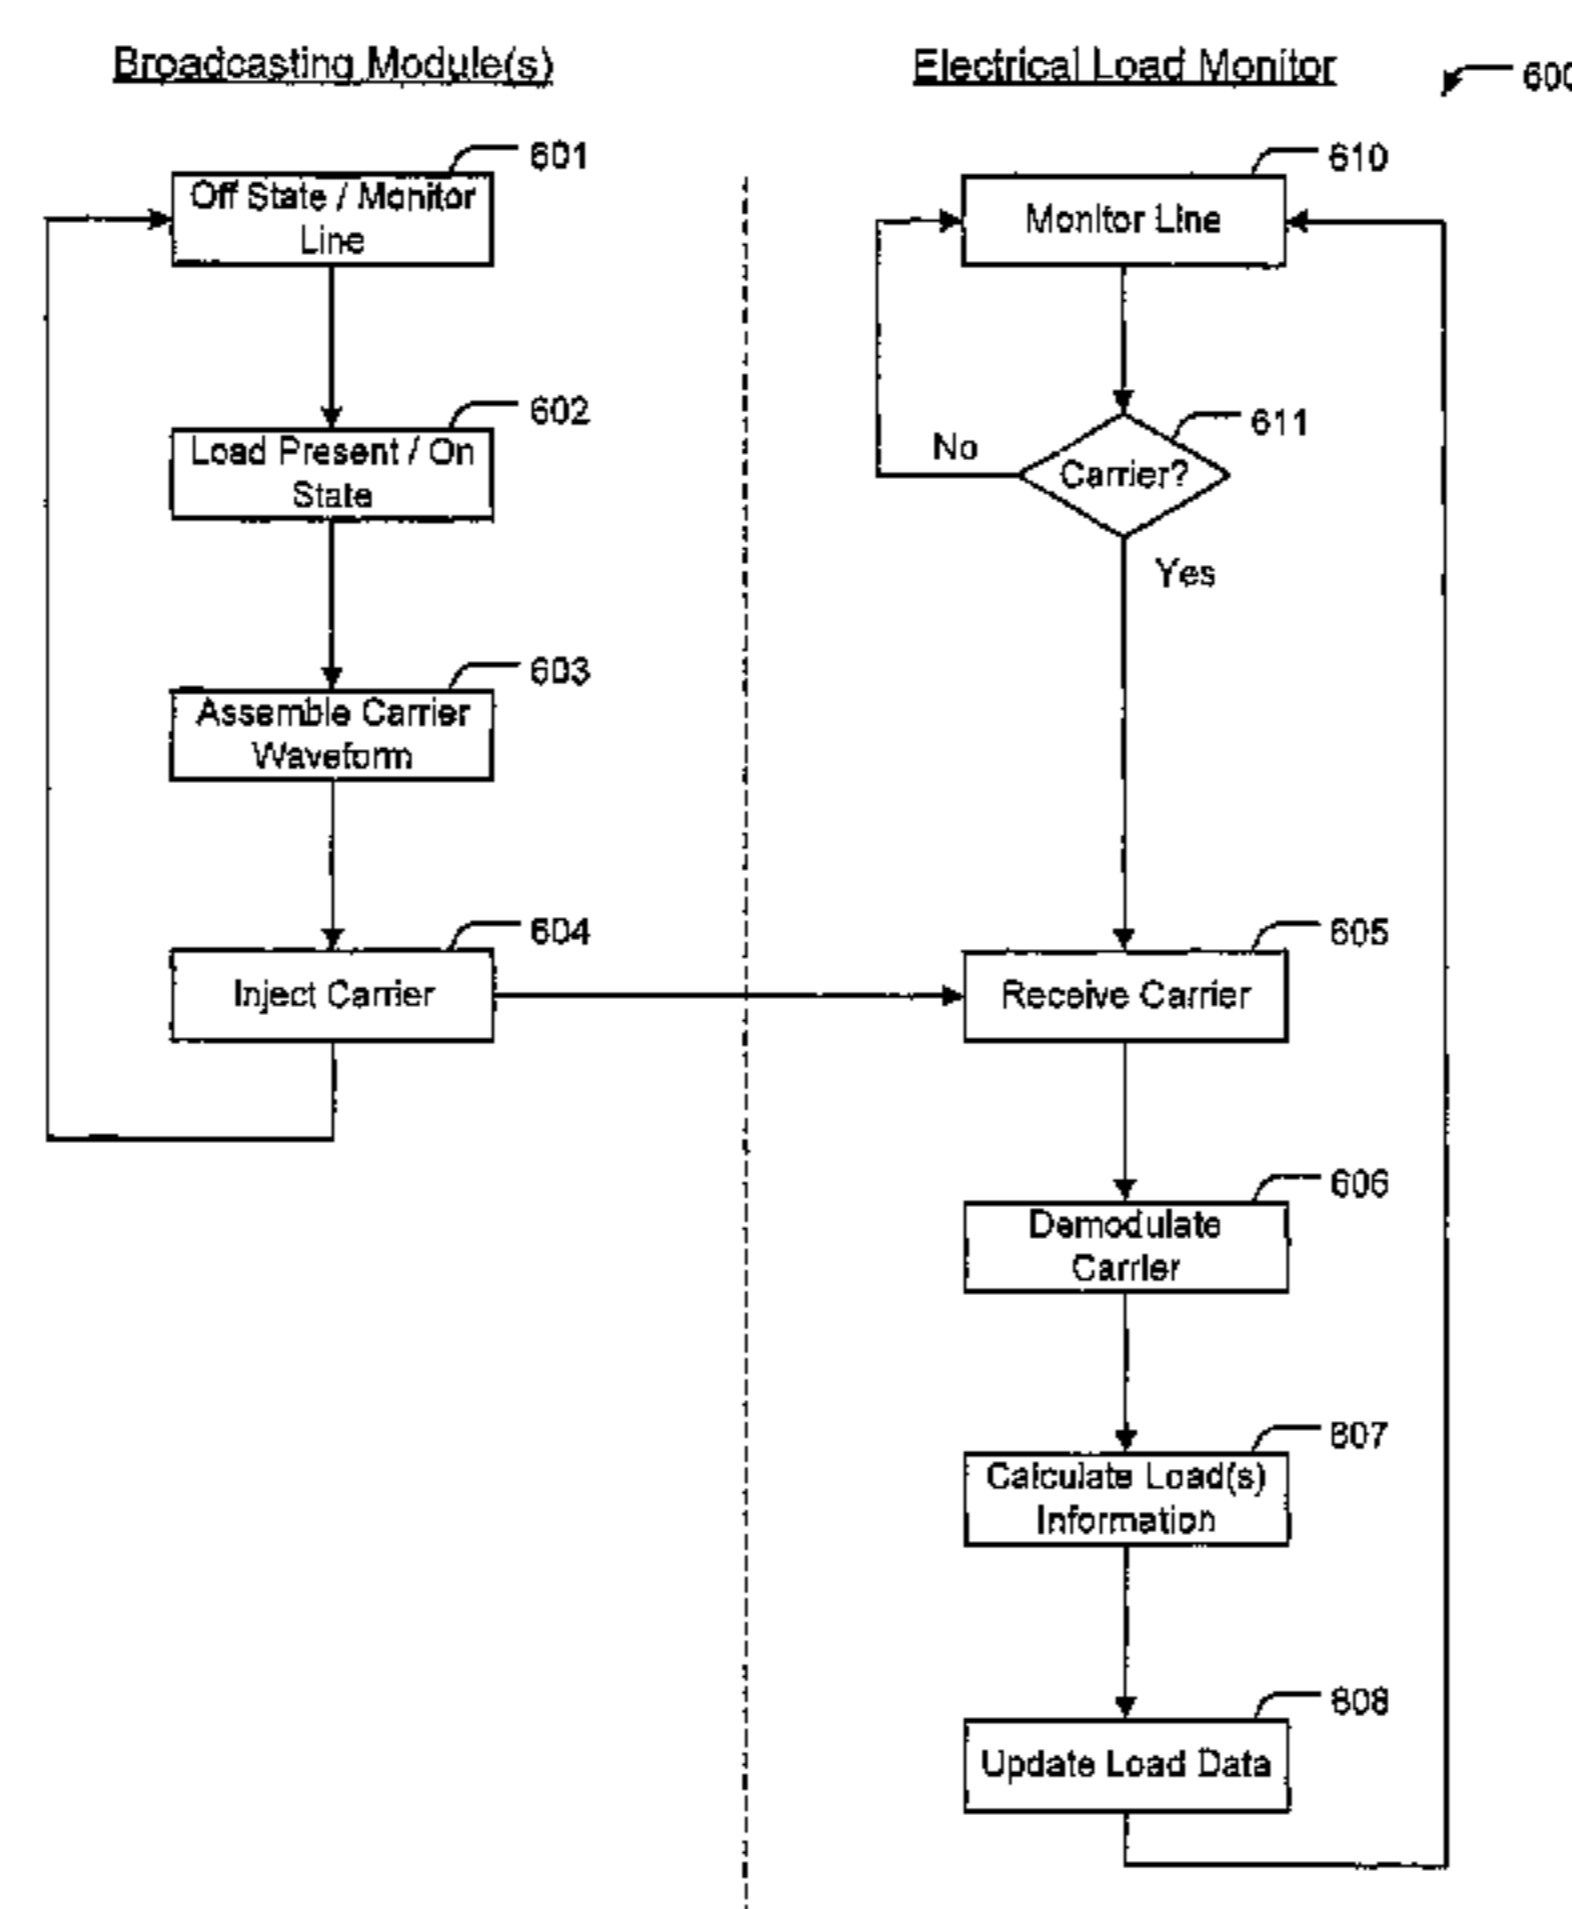 Broadcasting Module(s)
Electrical Load Monitor
600
601
Off State / Monitor
Line
602
Load Present / On
State
603
Assemble Carrier
Waveform
604
Inject Carrier
610
Monitor Line
611
Carrier?
No
Yes
605
Receive Carrier
606
Demodulate
Carrier
607
Calculate Load(s)
Information
608
Update Load Data